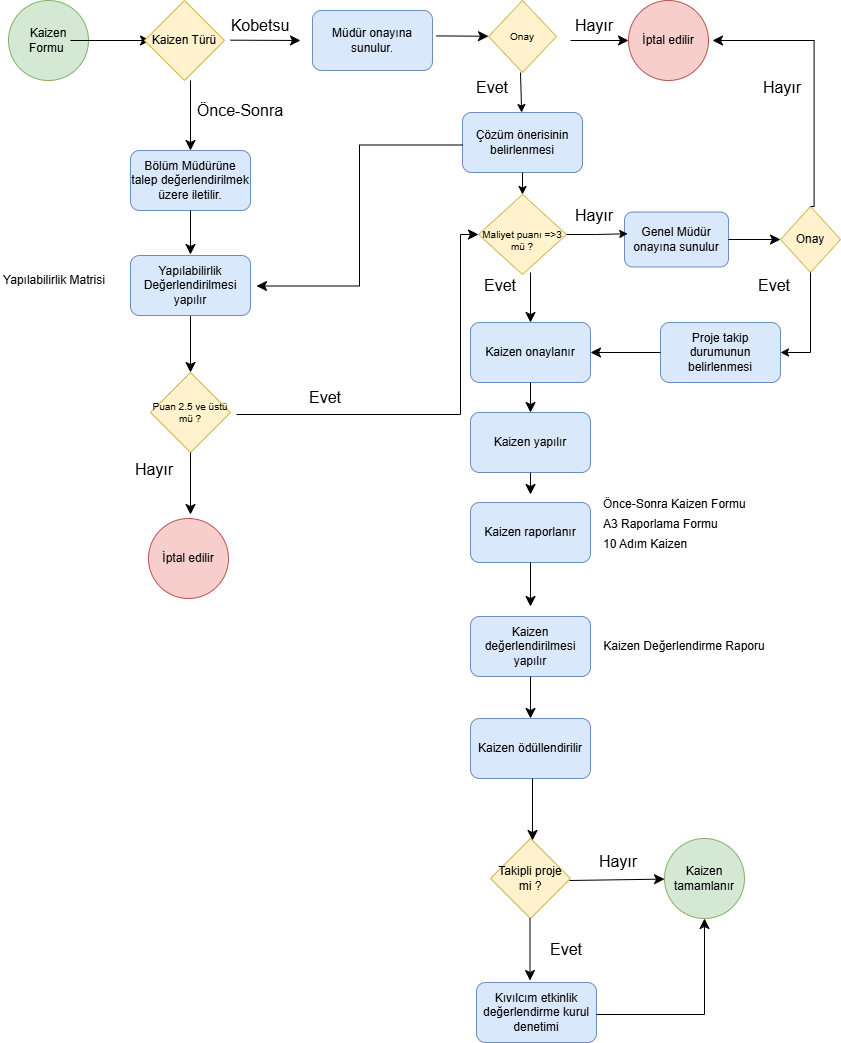 Kaizen
Formu
Kaizen Türü
Kobetsu
Müdür onayına
sunulur.
Onay
Hayır
İptal edilir
Evet
Hayır
Önce-Sonra
Çözüm önerisinin
belirlenmesi
Bölüm Müdürüne
talep değerlendirilmek
üzere iletilir.
Maliyet puanı =>3
mü ?
Hayır
Genel Müdür
onayına sunulur
Onay
Yapılabilirlik Matrisi
Yapılabilirlik
Değerlendirilmesi
yapılır
Evet
Evet
Kaizen onaylanır
Proje takip
durumunun
belirlenmesi
Puan 2.5 ve üstü
mü ?
Evet
Kaizen yapılır
Hayır
Kaizen raporlanır
Önce-Sonra Kaizen Formu
A3 Raporlama Formu
10 Adım Kaizen
İptal edilir
Kaizen
değerlendirilmesi
yapılır
Kaizen Değerlendirme Raporu
Kaizen ödüllendirilir
Takipli proje
mi ?
Hayır
Kaizen
tamamlanır
Evet
Kıvılcım etkinlik
değerlendirme kurul
denetimi